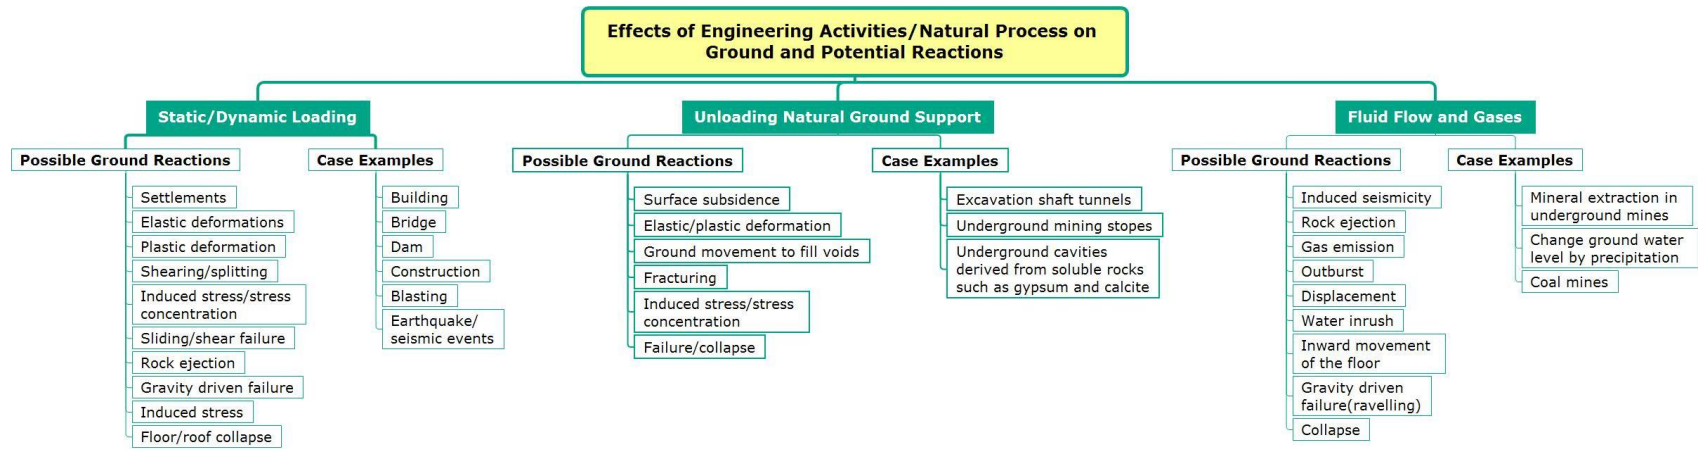 Effects of Engineering Activities/Natural Process on
Ground and Potential Reactions
Static/Dynamic Loading
Possible Ground Reactions
Settlements
Elastic deformations
Plastic deformation
Shearing/splitting
Induced stress/stress
concentration
Sliding/shear failure
Rock ejection
Gravity driven failure
Induced stress
Floor/roof collapse
Case Examples
Building
Bridge
Dam
Construction
Blasting
Earthquake/
seismic events
Unloading Natural Ground Support
Possible Ground Reactions
Surface subsidence
Elastic/plastic deformation
Ground movement to fill voids
Fracturing
Induced stress/stress
concentration
Failure/collapse
Case Examples
Excavation shaft tunnels
Underground mining stopes
Underground cavities
derived from soluble rocks
such as gypsum and calcite
Fluid Flow and Gases
Possible Ground Reactions
Induced seismicity
Rock ejection
Gas emission
Outburst
Displacement
Water inrush
Inward movement
of the floor
Gravity driven
failure(ravelling)
Collapse
Case Examples
Mineral extraction in
underground mines
Change ground water
level by precipitation
Coal mines